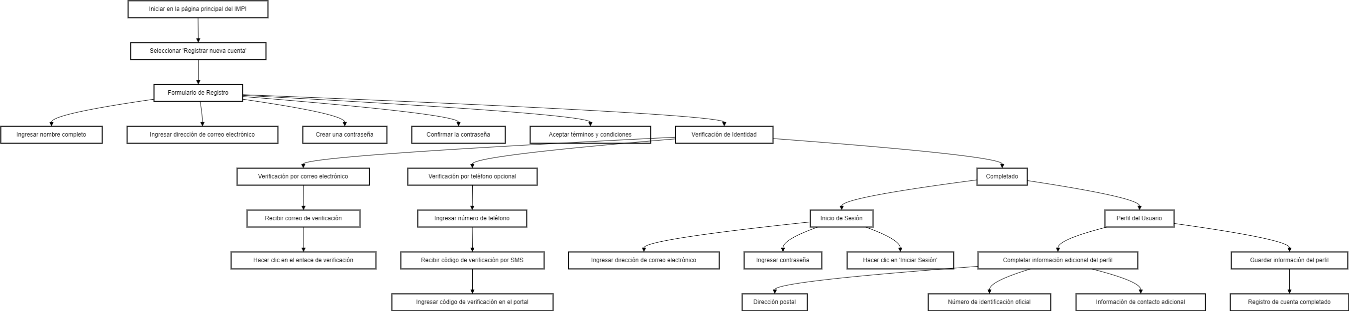 Iniciar en la página principal del IMPI
Seleccionar 'Registrar nueva cuenta'
Formulario de Registro
Ingresar nombre completo
Ingresar dirección de correo electrónico
Crear una contraseña
Confirmar la contraseña
Aceptar términos y condiciones
Verificación de Identidad
Verificación por correo electrónico
Verificación por teléfono opcional
Completado
Recibir correo de verificación
Ingresar número de teléfono
Inicio de Sesión
Perfil del Usuario
Hacer clic en el enlace de verificación
Recibir código de verificación por SMS
Ingresar dirección de correo electrónico
Ingresar contraseña
Hacer clic en 'Iniciar Sesión'
Completar información adicional del perfil
Guardar información del perfil
Ingresar código de verificación en el portal
Dirección postal
Número de identificación oficial
Información de contacto adicional
Registro de cuenta completado